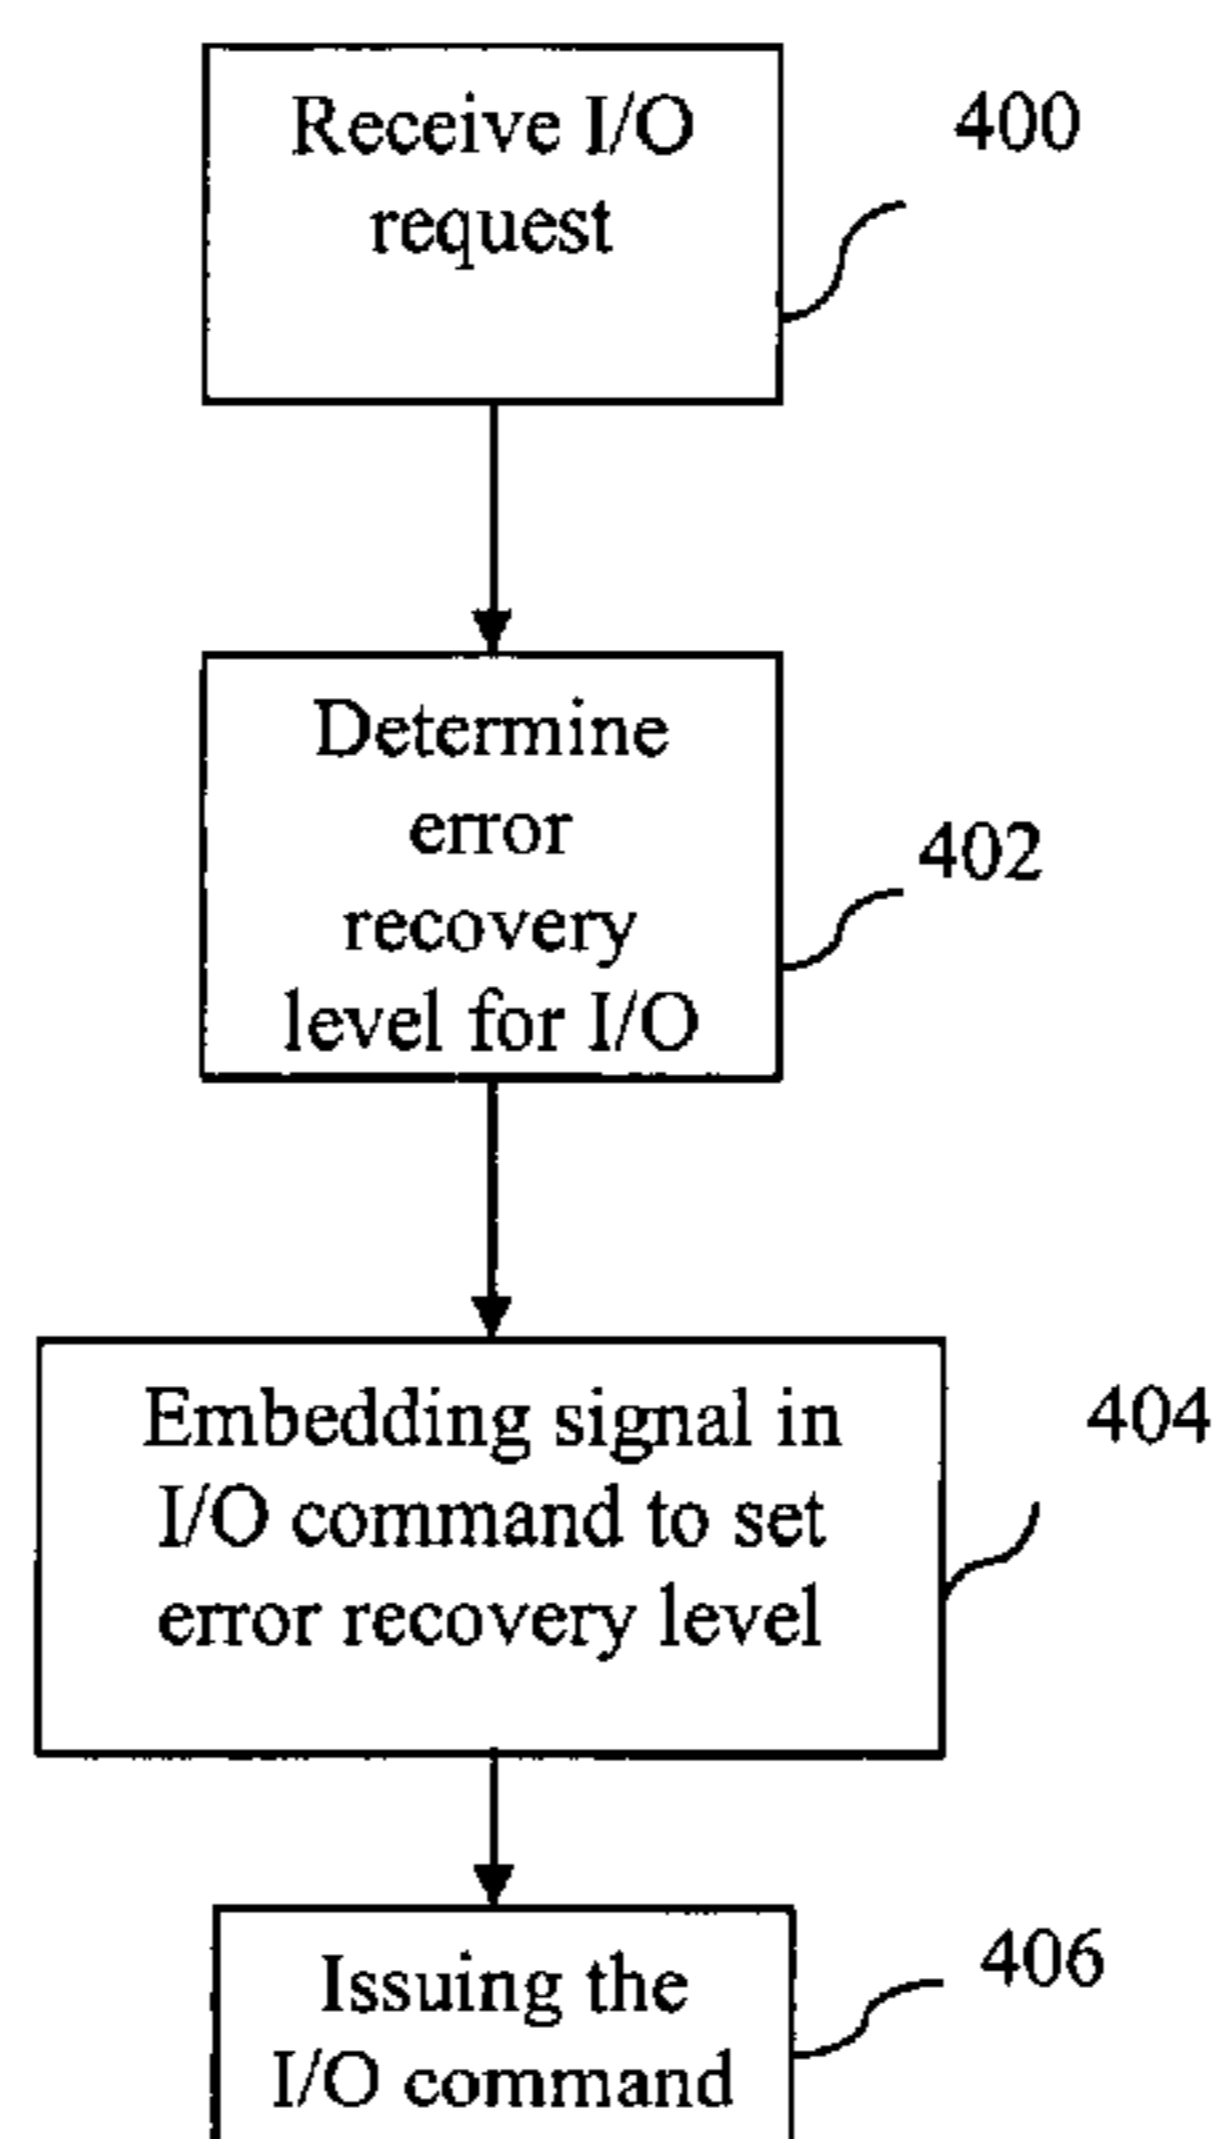 Receive I/O
request
400
Determine
error
recovery
level for I/O
402
Embedding signal in
I/O command to set
error recovery level
404
Issuing the
I/O command
406